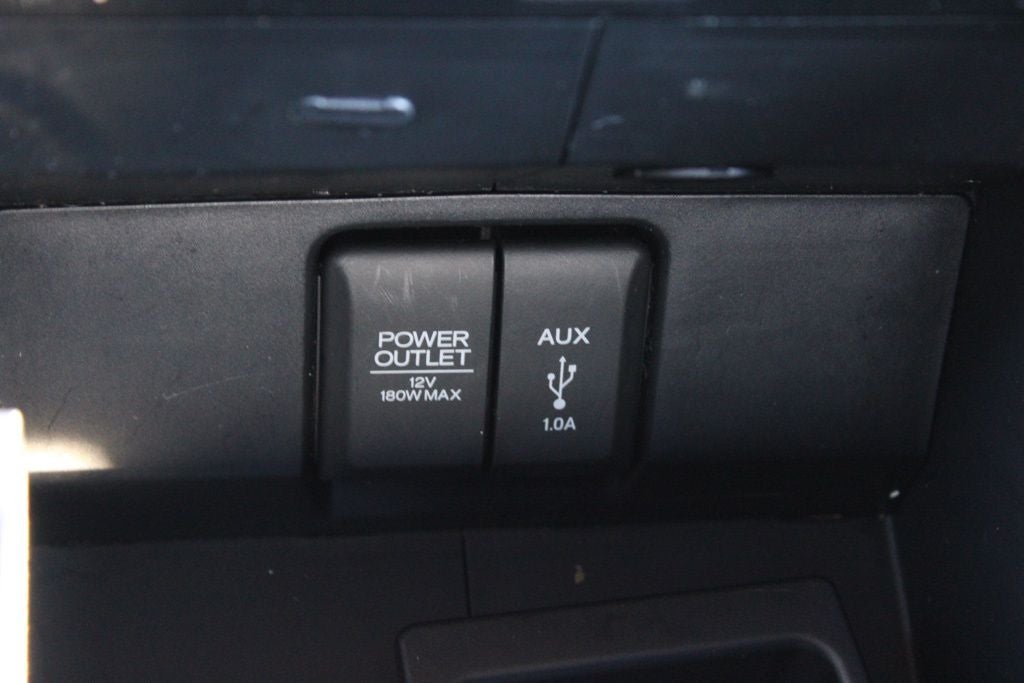 POWER
OUTLET
12V
180W MAX
AUX
1.0A